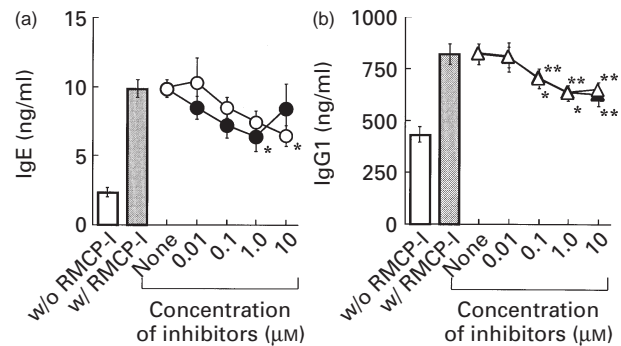 (a)
15
10
5
0
IgE (ng/ml)
*
*
w/o RMCP-I
w/ RMCP-I
None
0.01
0.1
1.0
10
Concentration
of inhibitors (μM)
(b)
1000
750
500
250
0
IgG1 (ng/ml)
**
*
**
*
**
**
w/o RMCP-I
w/ RMCP-I
None
0.01
0.1
1.0
10
Concentration
of inhibitors (μM)